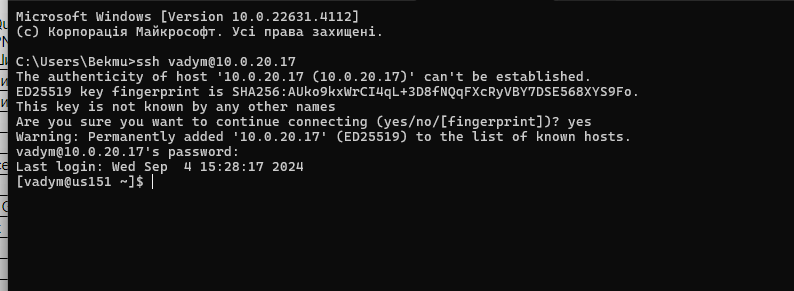 Microsoft Windows [Version 10.0.22631.4112]
(c) Корпорація Майкрософт. Усі права захищені.
C:\Users\Bekmu>ssh vadym@10.0.20.17
The authenticity of host '10.0.20.17 (10.0.20.17)' can't be established.
ED25519 key fingerprint is SHA256:AUko9kxWrCI4qL+3D8fNQqFXcRyVBY7DSE568XYS9Fo.
This key is not known by any other names
Are you sure you want to continue connecting (yes/no/[fingerprint])? yes
Warning: Permanently added '10.0.20.17' (ED25519) to the list of known hosts.
vadym@10.0.20.17's password:
Last login: Wed Sep  4 15:28:17 2024
[vadym@us151 ~]$